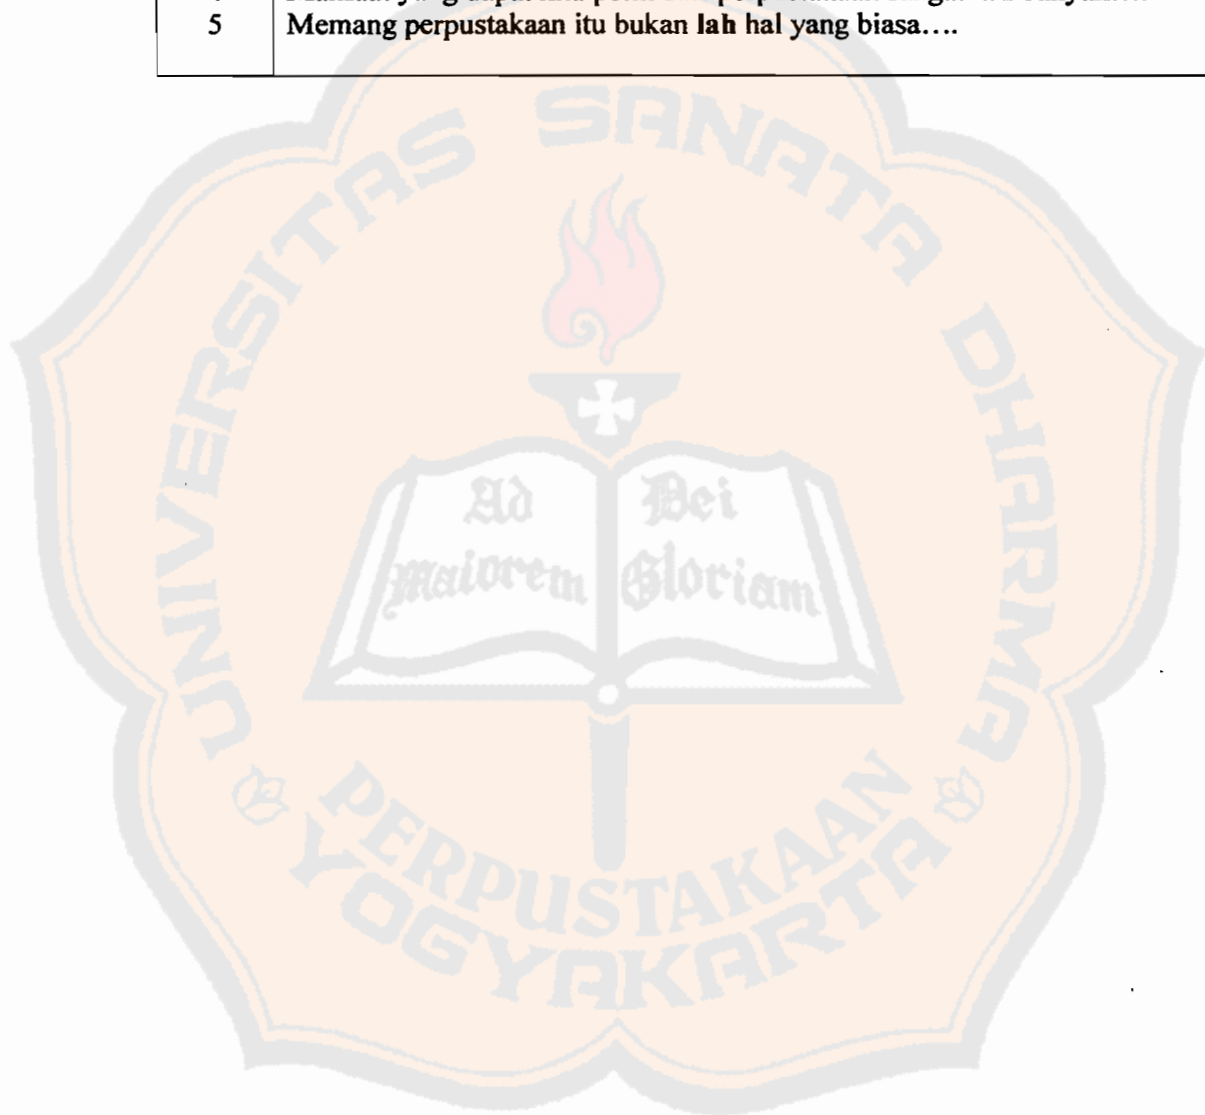 5 Memang perpustakaan itu bukan lah hal yang biasa….
UNIVERSITAS SANATA DHARMA
Ad Dei
maiorem Gloriam
PERPUSTAKAAN
YOGYAKARTA